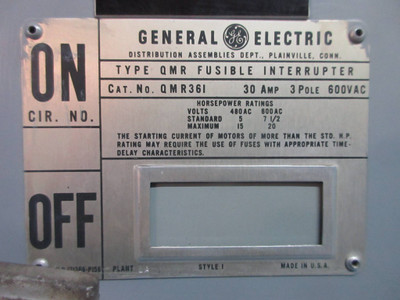 ON
CIR. NO.
OFF
GENERAL GE ELECTRIC
DISTRIBUTION ASSEMBLIES DEPT., PLAINVILLE, CONN.
TYPE QMR FUSIBLE INTERRUPTER
CAT. NO. QMR361 30 AMP 3 POLE 600VAC
HORSEPOWER RATINGS
VOLTS 480AC 600AC
STANDARD 5 7 1/2
MAXIMUM 15 20
THE STARTING CURRENT OF MOTORS OF MORE THAN THE STD. H.P.
RATING MAY REQUIRE THE USE OF FUSES WITH APPROPRIATE TIME-
DELAY CHARACTERISTICS.
PLANT STYLE 1 MADE IN U.S.A.